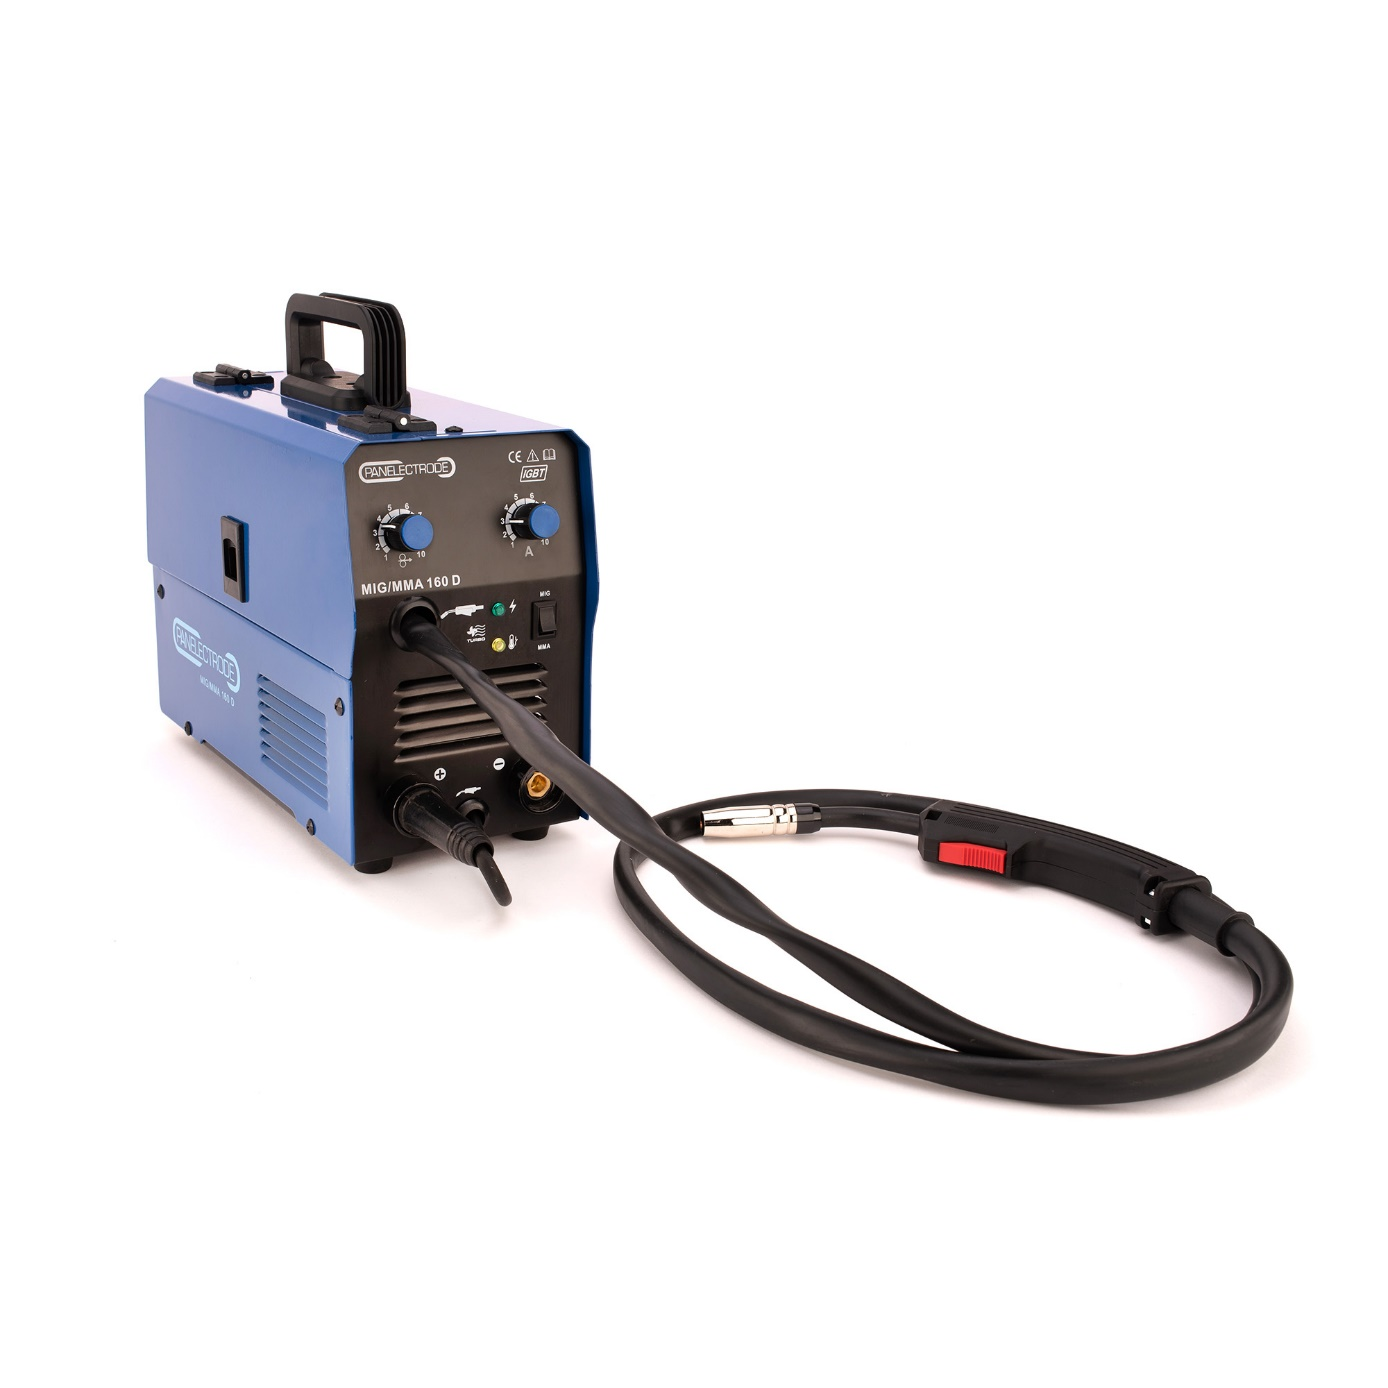 PANELECTRODE
CE
IGBT
1 2 3 4 5 6 7 10
1 2 3 4 5 6 10
A
MIG/MMA 160 D
MIG
TURBO
MMA
+ −
PANELECTRODE
MIG/MMA 160 D